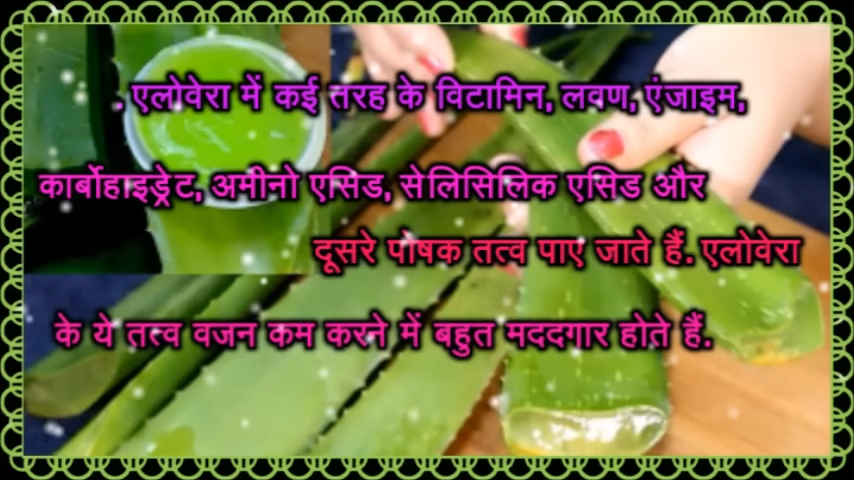 . एलोवेरा में कई तरह के विटामिन, लवण, एंजाइम,
कार्बोहाइड्रेट, अमीनो एसिड, सेलिसिलिक एसिड और
दूसरे पोषक तत्व पाए जाते हैं. एलोवेरा
के ये तत्व वजन कम करने में बहुत मददगार होते हैं.